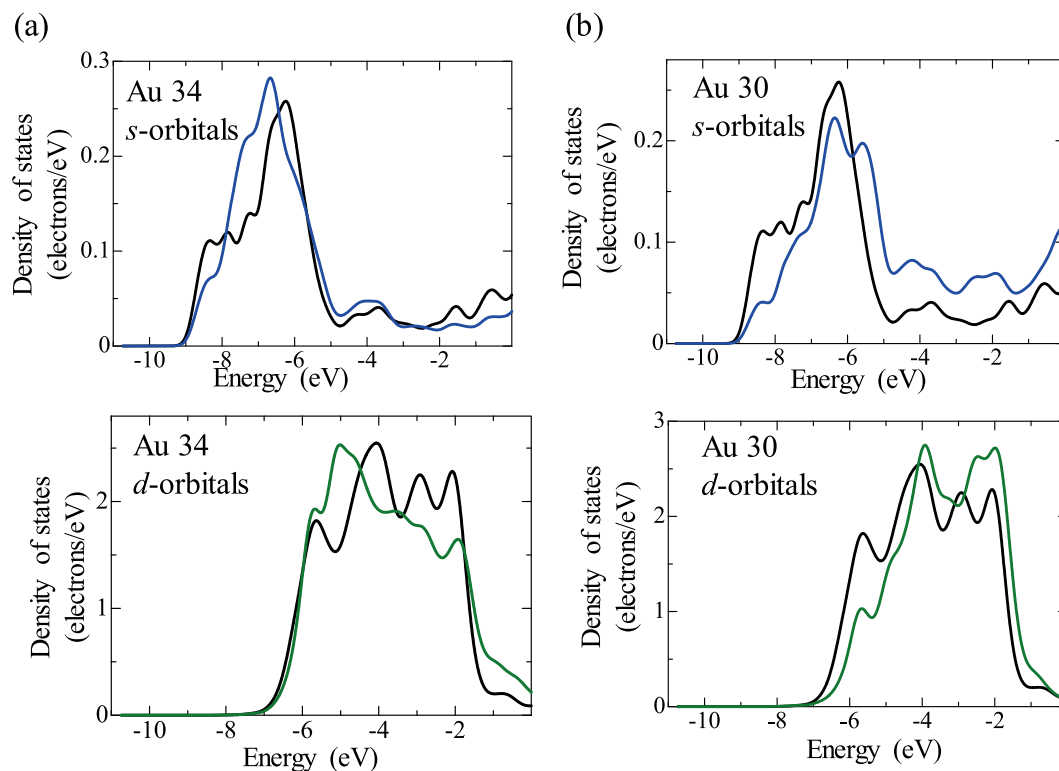 (a)
(b)
Au 34
s-orbitals
Density of states
(electrons/eV)
0.3
0.2
0.1
0
-10
-8
-6
-4
-2
Energy (eV)
Au 30
s-orbitals
Density of states
(electrons/eV)
0.2
0.1
0
-10
-8
-6
-4
-2
Energy (eV)
Au 34
d-orbitals
Density of states
(electrons/eV)
2
1
0
-10
-8
-6
-4
-2
Energy (eV)
Au 30
d-orbitals
Density of states
(electrons/eV)
3
2
1
0
-10
-8
-6
-4
-2
Energy (eV)